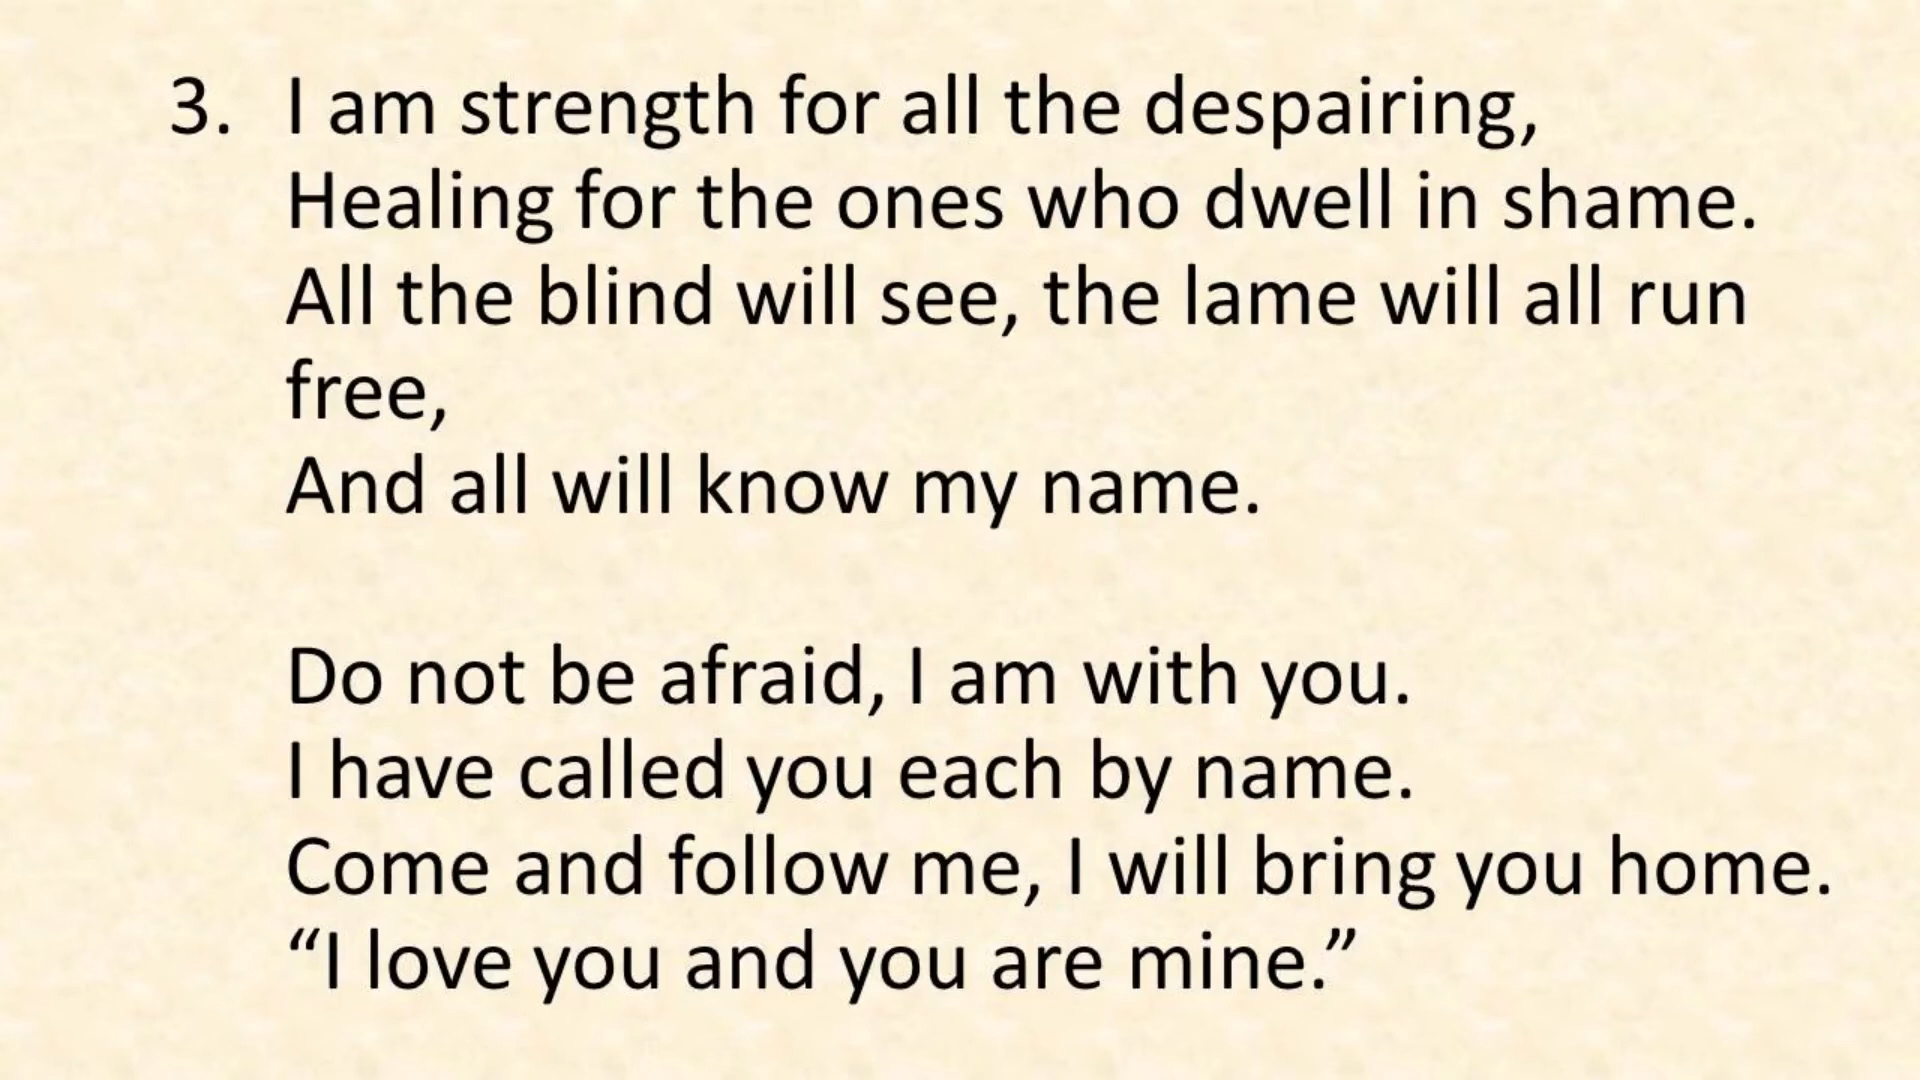 3. I am strength for all the despairing,
Healing for the ones who dwell in shame.
All the blind will see, the lame will all run
free,
And all will know my name.
Do not be afraid, I am with you.
I have called you each by name.
Come and follow me, I will bring you home.
“I love you and you are mine.”